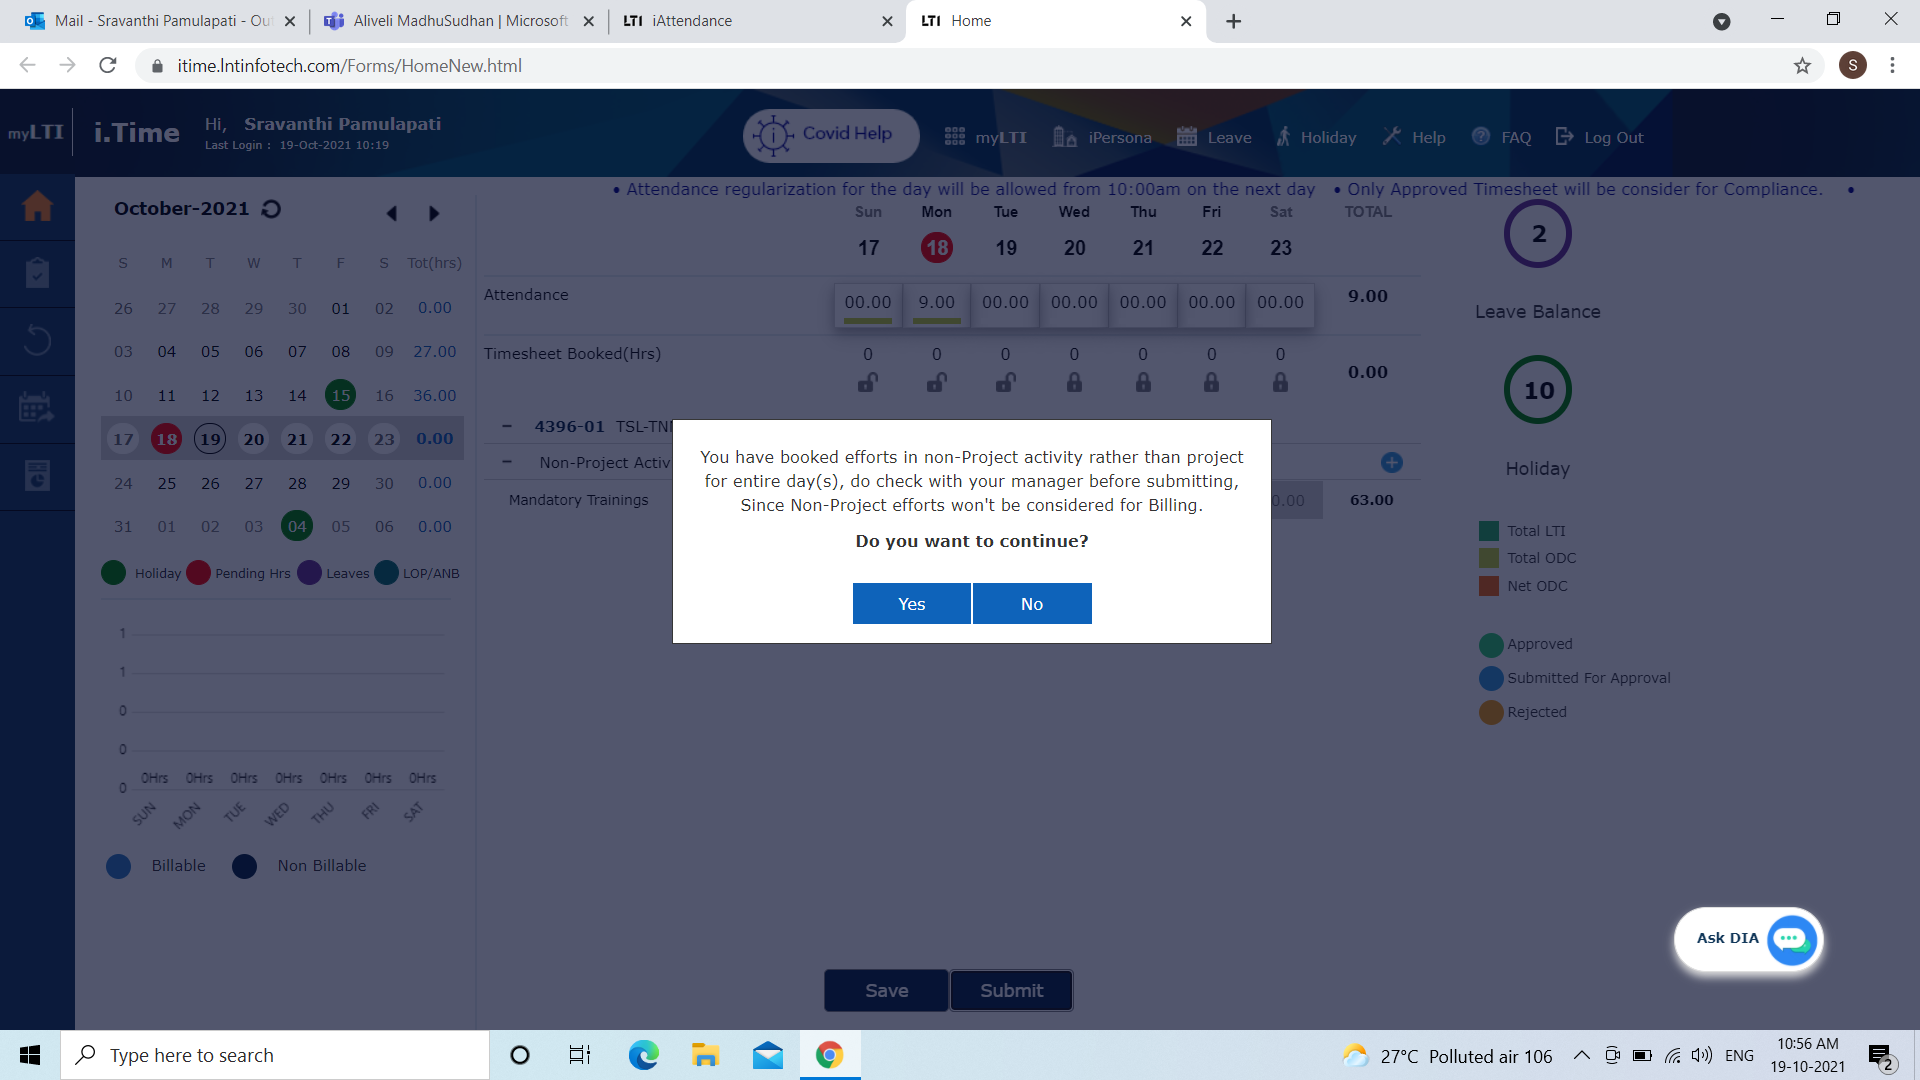 Mail - Sravanthi Pamulapati - Ou
Aliveli MadhuSudhan | Microsoft
LTI iAttendance
LTI Home
itime.lntinfotech.com/Forms/HomeNew.html
S
myLTI
i.Time
Hi, Sravanthi Pamulapati
Last Login : 19-Oct-2021 10:19
Covid Help
myLTI
iPersona
Leave
Holiday
Help
FAQ
Log Out
• Attendance regularization for the day will be allowed from 10:00am on the next day • Only Approved Timesheet will be consider for Compliance. •
October-2021
S M T W T F S Tot(hrs)
26 27 28 29 30 01 02 0.00
03 04 05 06 07 08 09 27.00
10 11 12 13 14 15 16 36.00
17 18 19 20 21 22 23 0.00
24 25 26 27 28 29 30 0.00
31 01 02 03 04 05 06 0.00
Holiday Pending Hrs Leaves LOP/ANB
1
1
0
0
0
0Hrs 0Hrs 0Hrs 0Hrs 0Hrs 0Hrs 0Hrs
SUN MON TUE WED THU FRI SAT
Billable Non Billable
Sun Mon Tue Wed Thu Fri Sat TOTAL
17 18 19 20 21 22 23
Attendance 00.00 9.00 00.00 00.00 00.00 00.00 00.00 9.00
Timesheet Booked(Hrs) 0 0 0 0 0 0 0 0.00
− 4396-01
− Non-Project Activ
Mandatory Trainings 63.00
You have booked efforts in non-Project activity rather than project
for entire day(s), do check with your manager before submitting,
Since Non-Project efforts won't be considered for Billing.
Do you want to continue?
Yes No
Save Submit
2
Leave Balance
10
Holiday
Total LTI
Total ODC
Net ODC
Approved
Submitted For Approval
Rejected
Ask DIA
Type here to search
27°C Polluted air 106
ENG
10:56 AM
19-10-2021
2